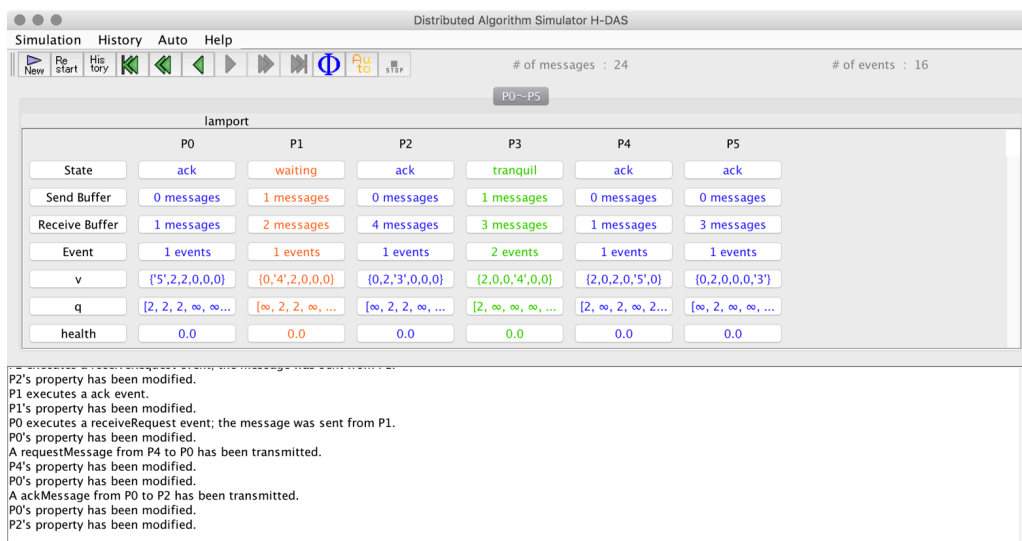 Distributed Algorithm Simulator H-DAS
Simulation History Auto Help
New Re start His tory Φ Au to STOP # of messages : 24 # of events : 16
P0~P5
lamport
P0 P1 P2 P3 P4 P5
State ack waiting ack tranquil ack ack
Send Buffer 0 messages 1 messages 0 messages 1 messages 0 messages 0 messages
Receive Buffer 1 messages 2 messages 4 messages 3 messages 1 messages 3 messages
Event 1 events 1 events 1 events 2 events 1 events 1 events
v {'5',2,2,0,0,0} {0,'4',2,0,0,0} {0,2,'3',0,0,0} {2,0,0,'4',0,0} {2,0,2,0,'5',0} {0,2,0,0,0,'3'}
q [2, 2, 2, ∞, ∞... [∞, 2, 2, ∞, ... [∞, 2, 2, ∞, ... [2, ∞, ∞, ∞, ... [2, ∞, 2, ∞, 2... [∞, 2, ∞, ∞, ...
health 0.0 0.0 0.0 0.0 0.0 0.0
P2's property has been modified.
P1 executes a ack event.
P1's property has been modified.
P0 executes a receiveRequest event; the message was sent from P1.
P0's property has been modified.
A requestMessage from P4 to P0 has been transmitted.
P4's property has been modified.
P0's property has been modified.
A ackMessage from P0 to P2 has been transmitted.
P0's property has been modified.
P2's property has been modified.